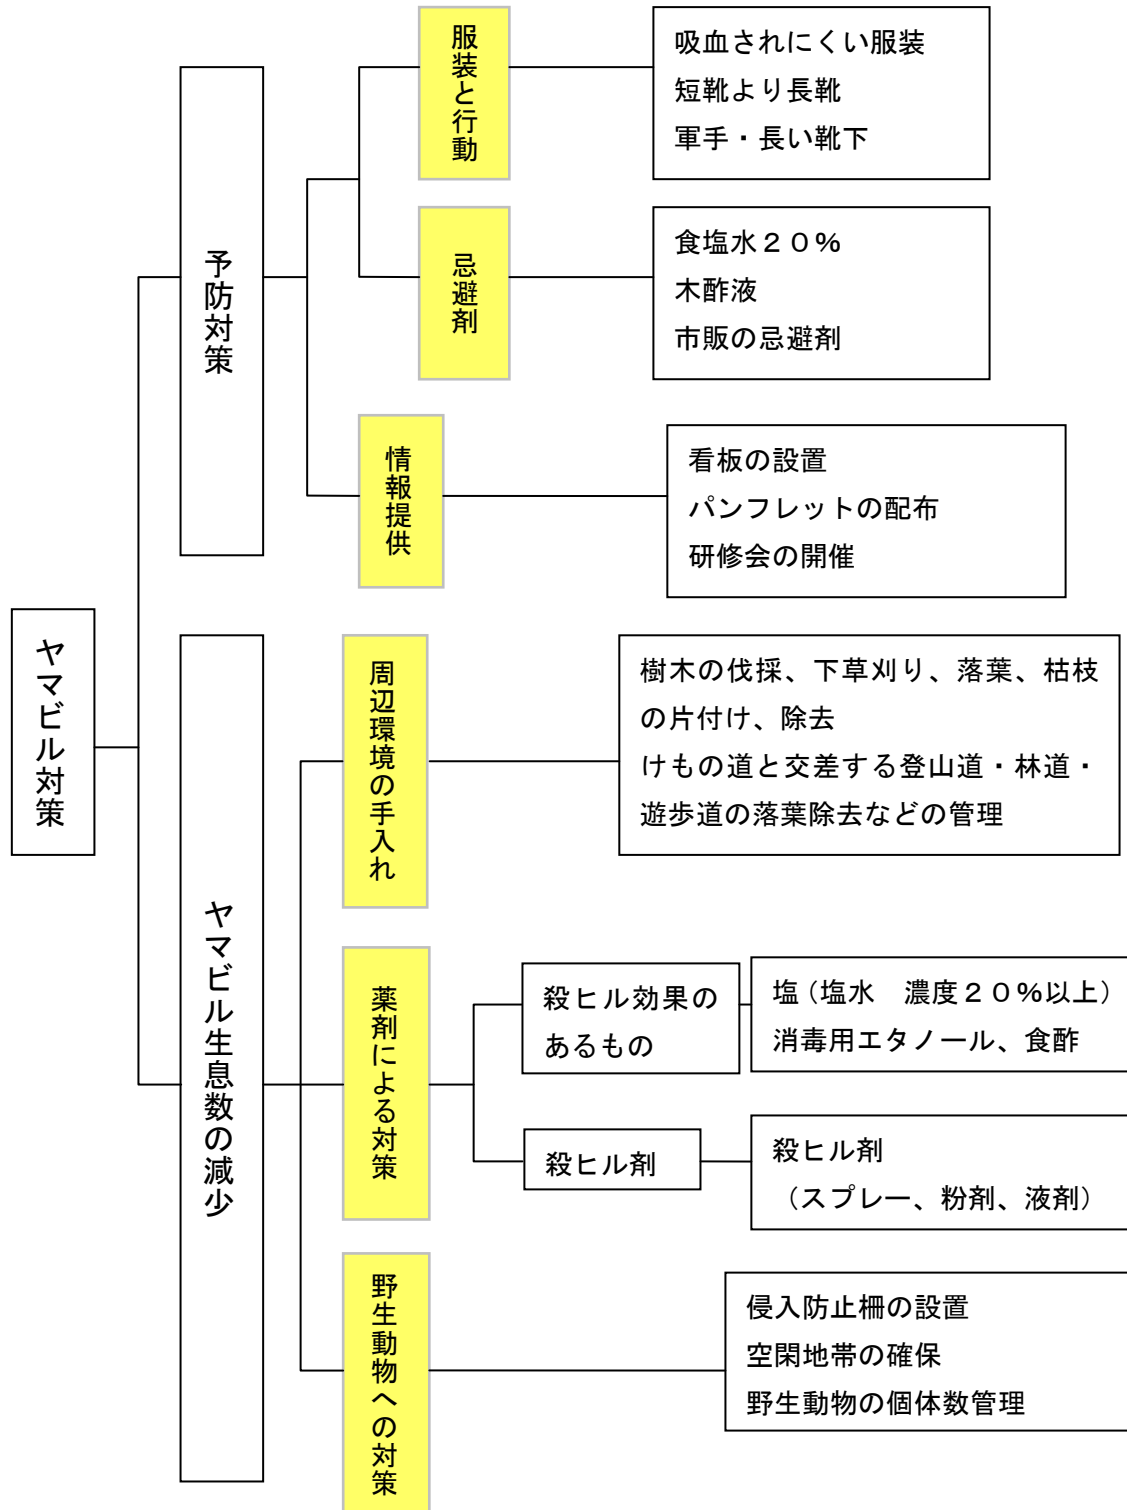 ヤマビル対策
予防対策
服装と行動
吸血されにくい服装
短靴より長靴
軍手・長い靴下
忌避剤
食塩水２０％
木酢液
市販の忌避剤
情報提供
看板の設置
パンフレットの配布
研修会の開催
ヤマビル生息数の減少
周辺環境の手入れ
樹木の伐採、下草刈り、落葉、枯枝
の片付け、除去
けもの道と交差する登山道・林道・
遊歩道の落葉除去などの管理
薬剤による対策
殺ヒル効果の
あるもの
塩（塩水　濃度２０％以上）
消毒用エタノール、食酢
殺ヒル剤
殺ヒル剤
（スプレー、粉剤、液剤）
野生動物への対策
侵入防止柵の設置
空閑地帯の確保
野生動物の個体数管理